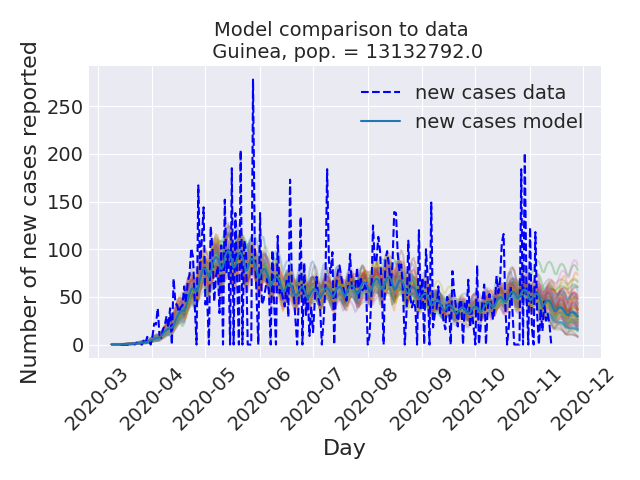 Model comparison to data
Guinea, pop. = 13132792.0
Number of new cases reported
250
200
150
100
50
0
new cases data
new cases model
2020-03
2020-04
2020-05
2020-06
2020-07
2020-08
2020-09
2020-10
2020-11
2020-12
Day